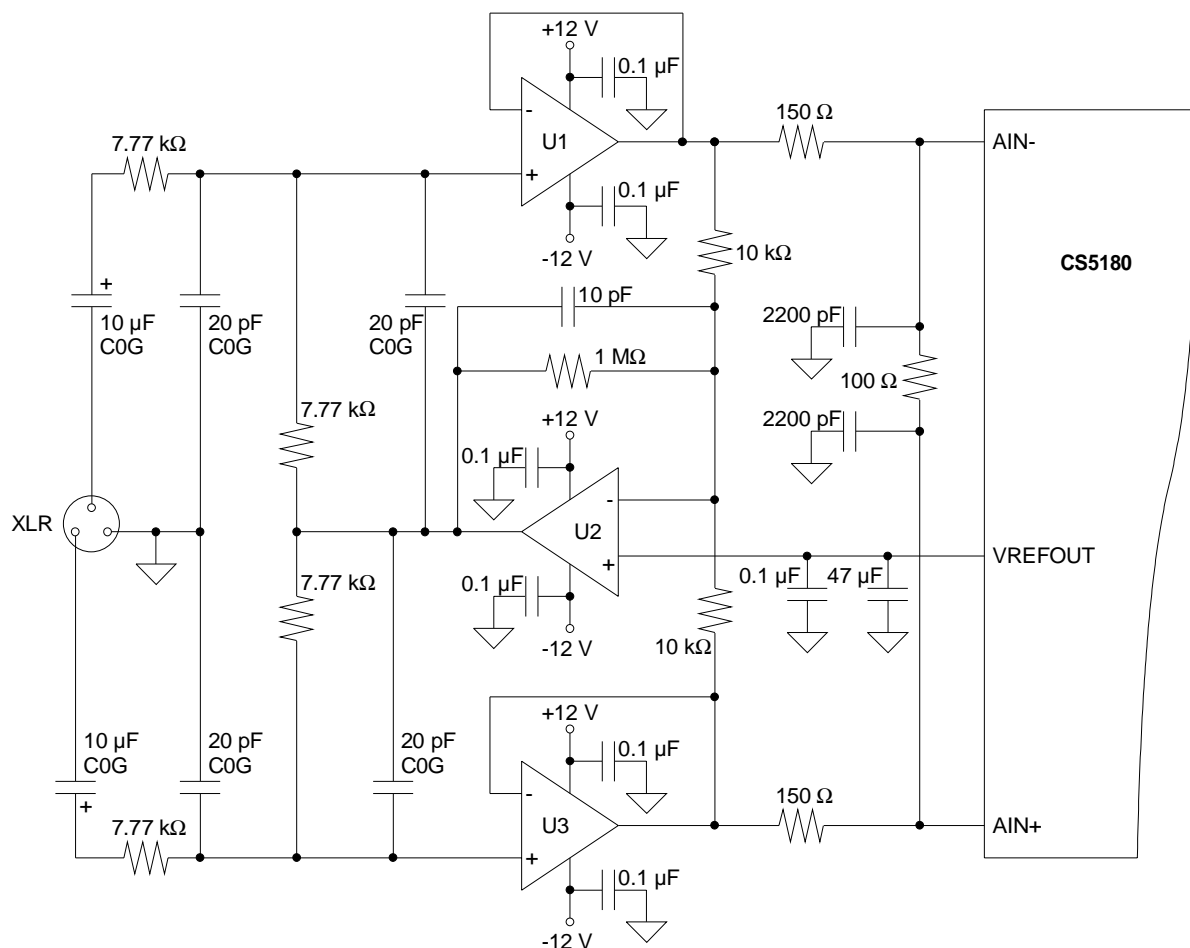 +12 V
0.1 µF
-
U1
+
0.1 µF
-12 V
7.77 kΩ
150 Ω
AIN-
10 kΩ
CS5180
+
10 µF
C0G
20 pF
C0G
20 pF
C0G
10 pF
1 MΩ
2200 pF
100 Ω
2200 pF
7.77 kΩ
+12 V
0.1 µF
-
U2
+
XLR
VREFOUT
7.77 kΩ
0.1 µF
-12 V
0.1 µF
47 µF
10 kΩ
10 µF
C0G
20 pF
C0G
20 pF
C0G
+
7.77 kΩ
+12 V
0.1 µF
-
U3
+
0.1 µF
-12 V
150 Ω
AIN+